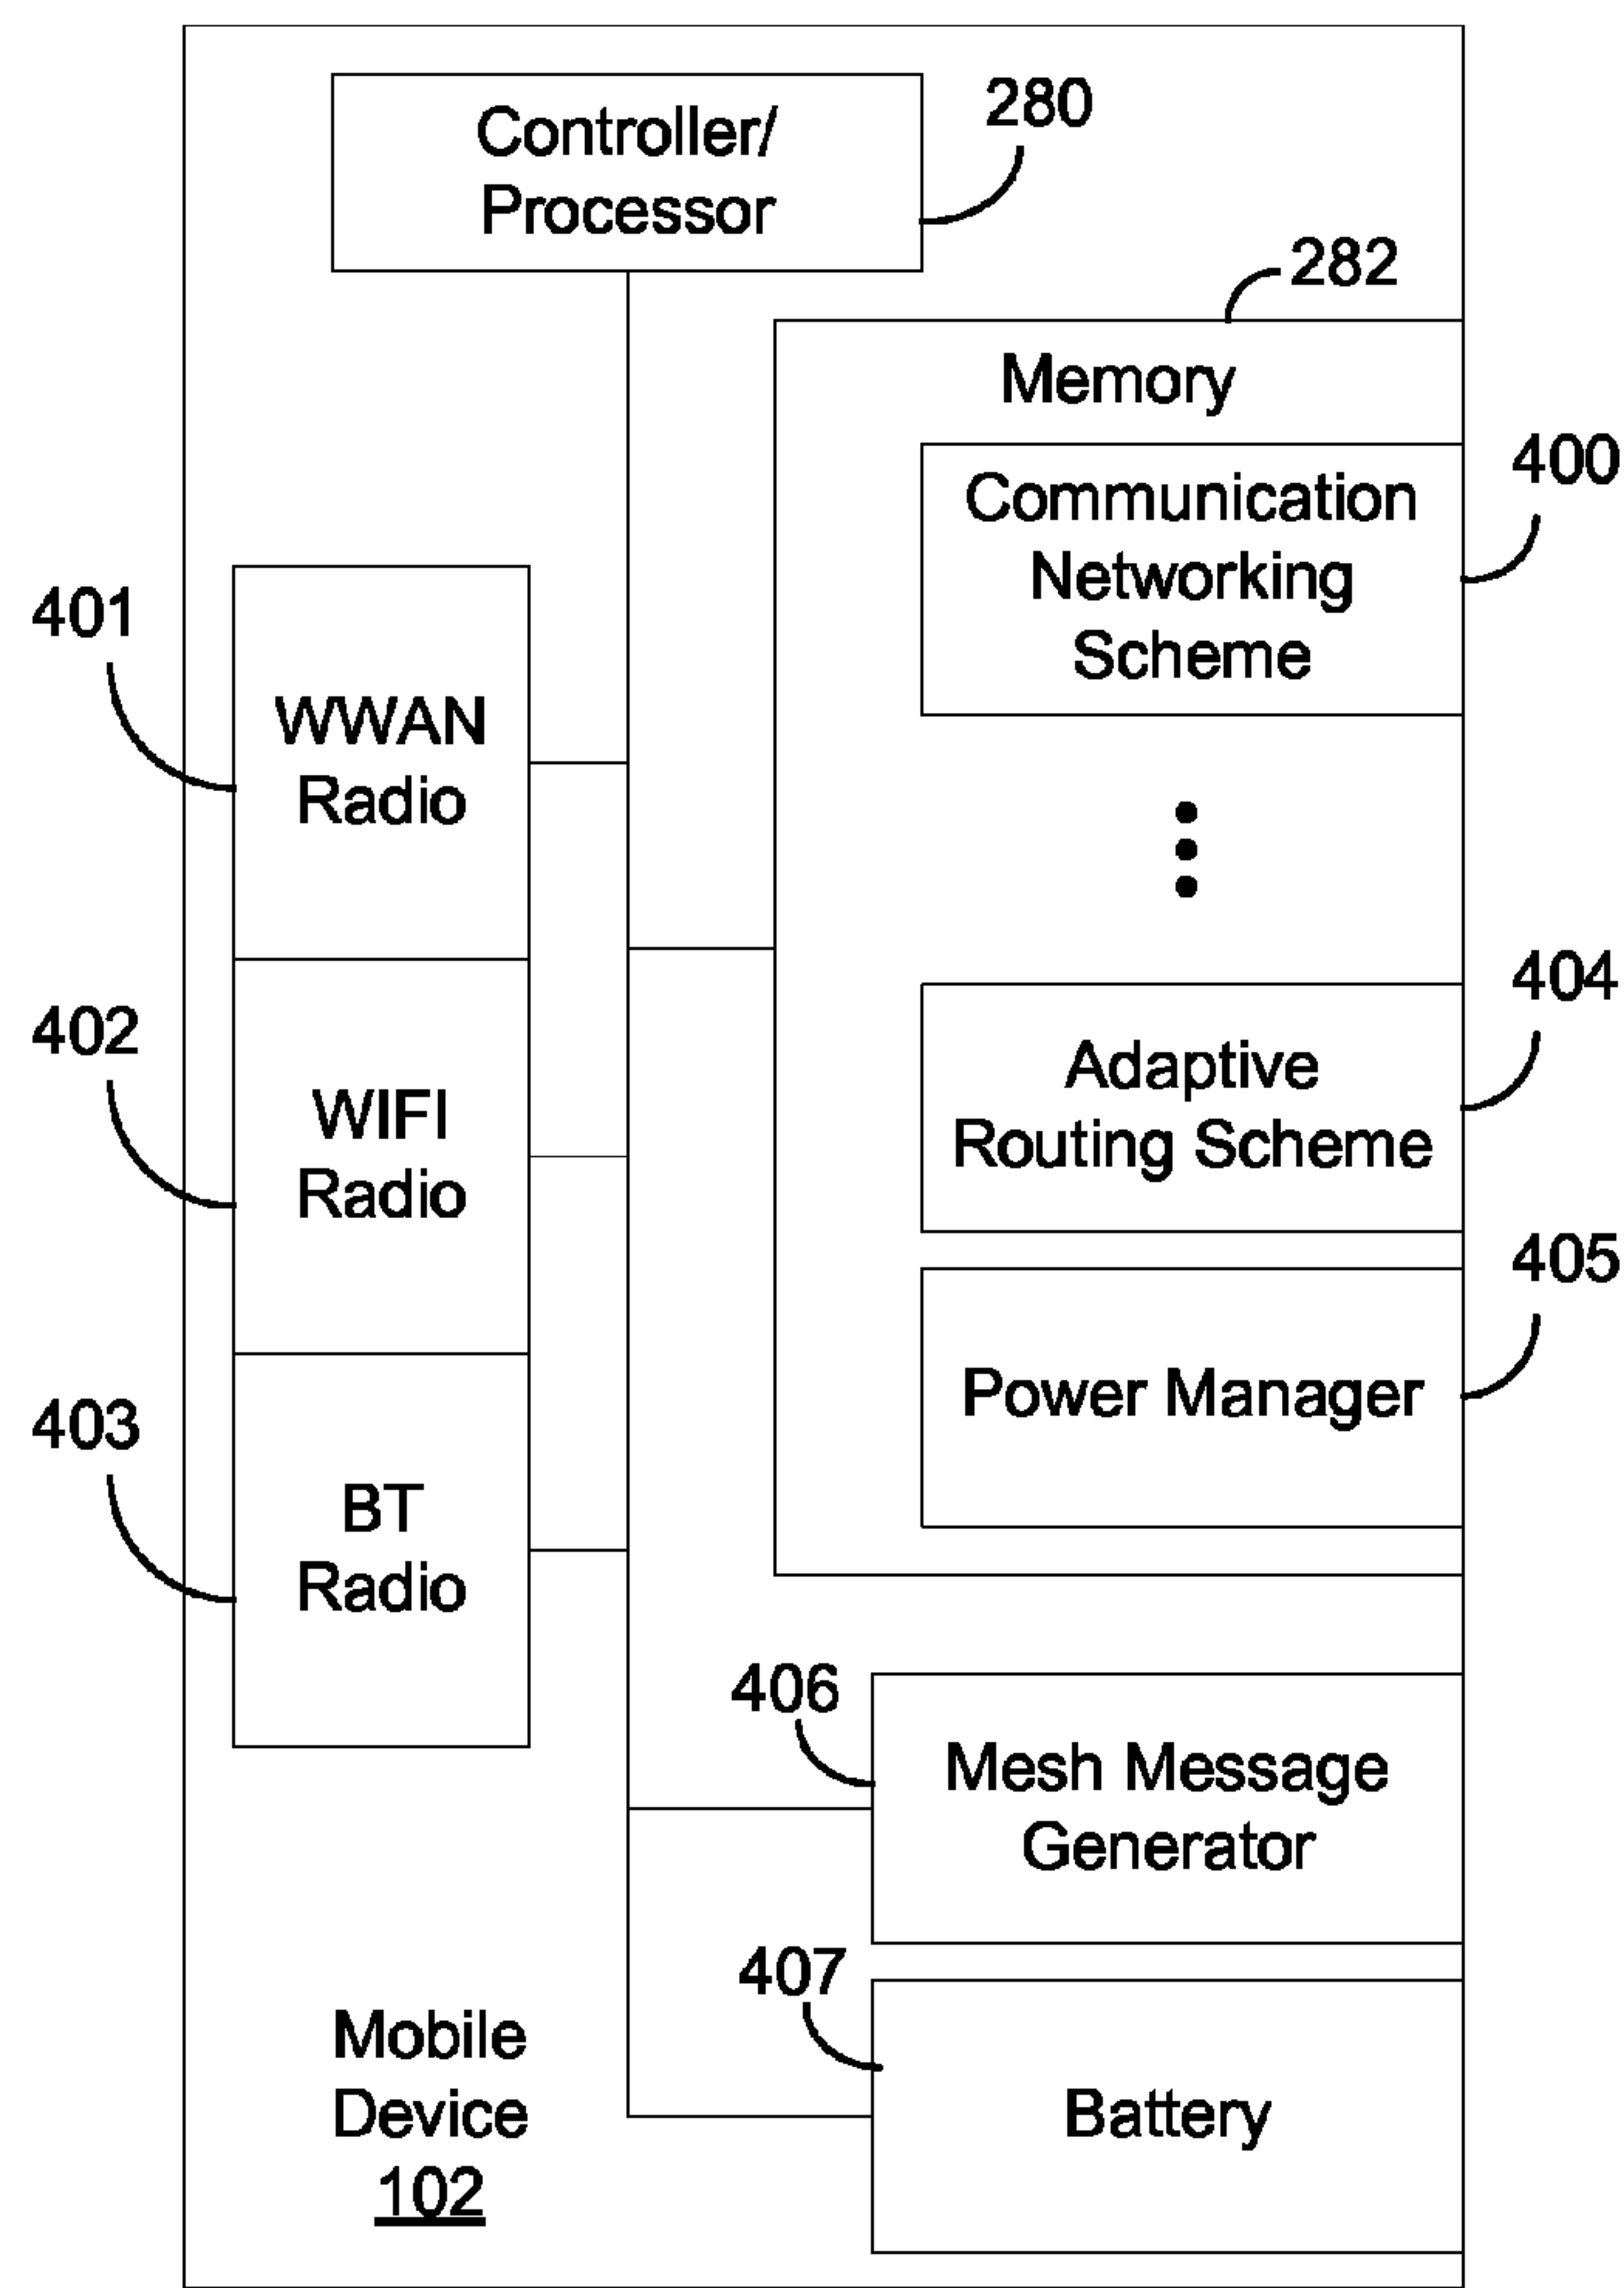 Controller/
Processor
280
282
Memory
400
Communication
Networking
Scheme
401
WWAN
Radio
402
WIFI
Radio
404
Adaptive
Routing Scheme
405
Power Manager
403
BT
Radio
406
Mesh Message
Generator
407
Battery
Mobile
Device
102